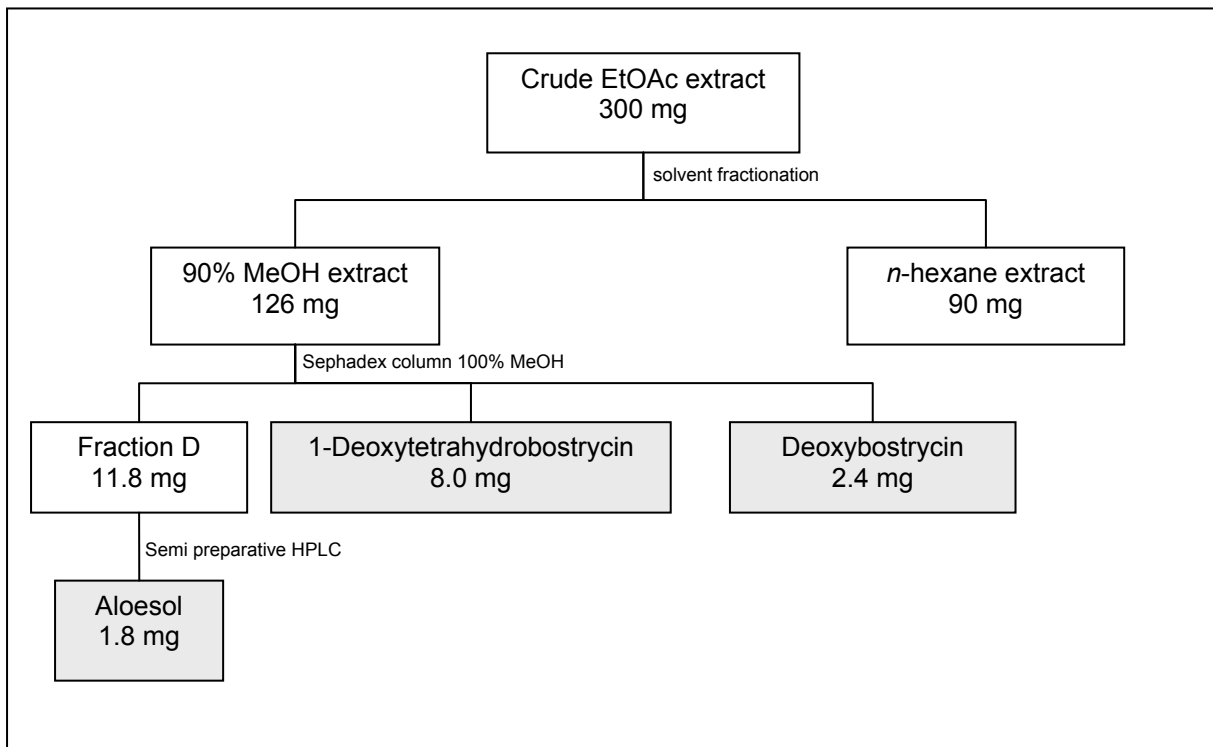 Crude EtOAc extract
300 mg
solvent fractionation
90% MeOH extract
126 mg
n-hexane extract
90 mg
Sephadex column 100% MeOH
Fraction D
11.8 mg
1-Deoxytetrahydrobostrycin
8.0 mg
Deoxybostrycin
2.4 mg
Semi preparative HPLC
Aloesol
1.8 mg